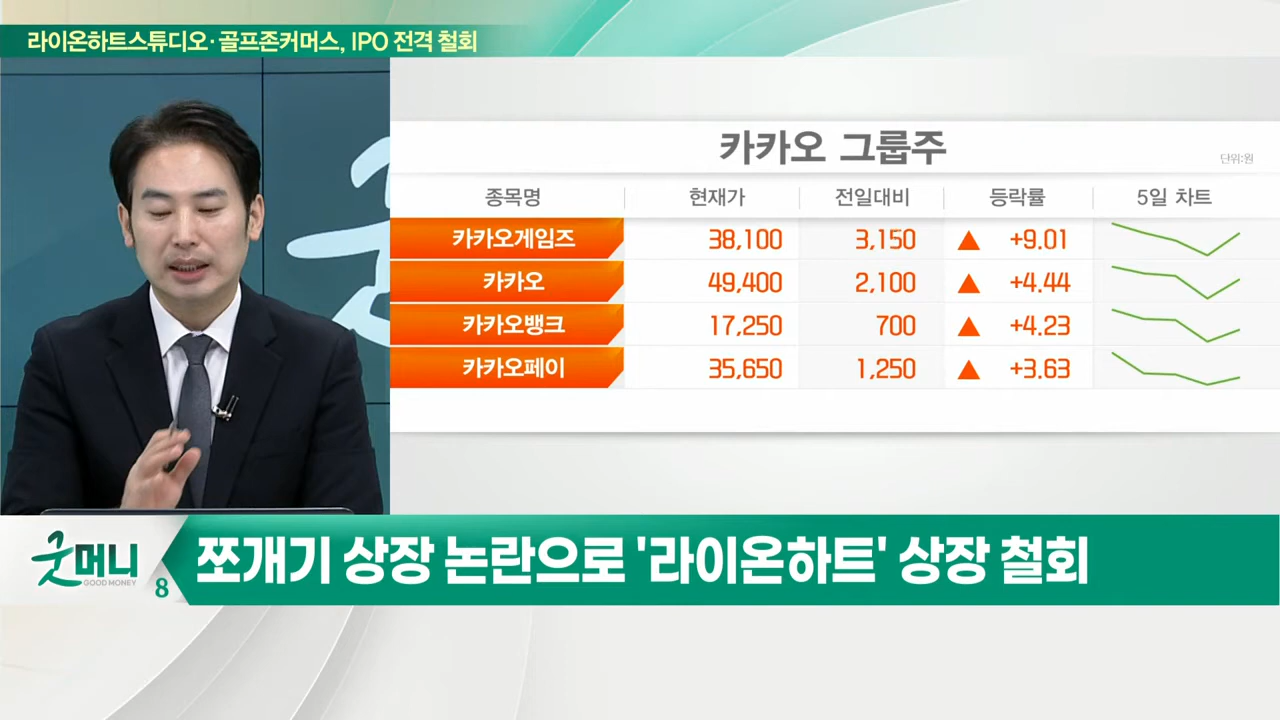 라이온하트스튜디오·골프존커머스, IPO 전격 철회
카카오 그룹주
단위:원
종목명 현재가 전일대비 등락률 5일 차트
카카오게임즈 38,100 3,150 ▲ +9.01
카카오 49,400 2,100 ▲ +4.44
카카오뱅크 17,250 700 ▲ +4.23
카카오페이 35,650 1,250 ▲ +3.63
굿머니
GOOD MONEY
8
쪼개기 상장 논란으로 '라이온하트' 상장 철회